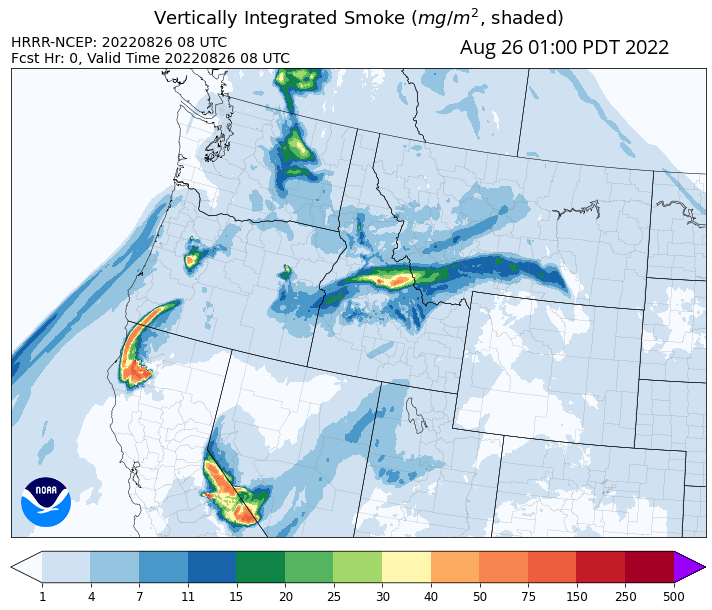 Vertically Integrated Smoke (mg/m², shaded)
HRRR-NCEP: 20220826 08 UTC
Aug 26 01:00 PDT 2022
Fcst Hr: 0, Valid Time 20220826 08 UTC
NOAA
1 4 7 11 15 20 25 30 40 50 75 150 250 500